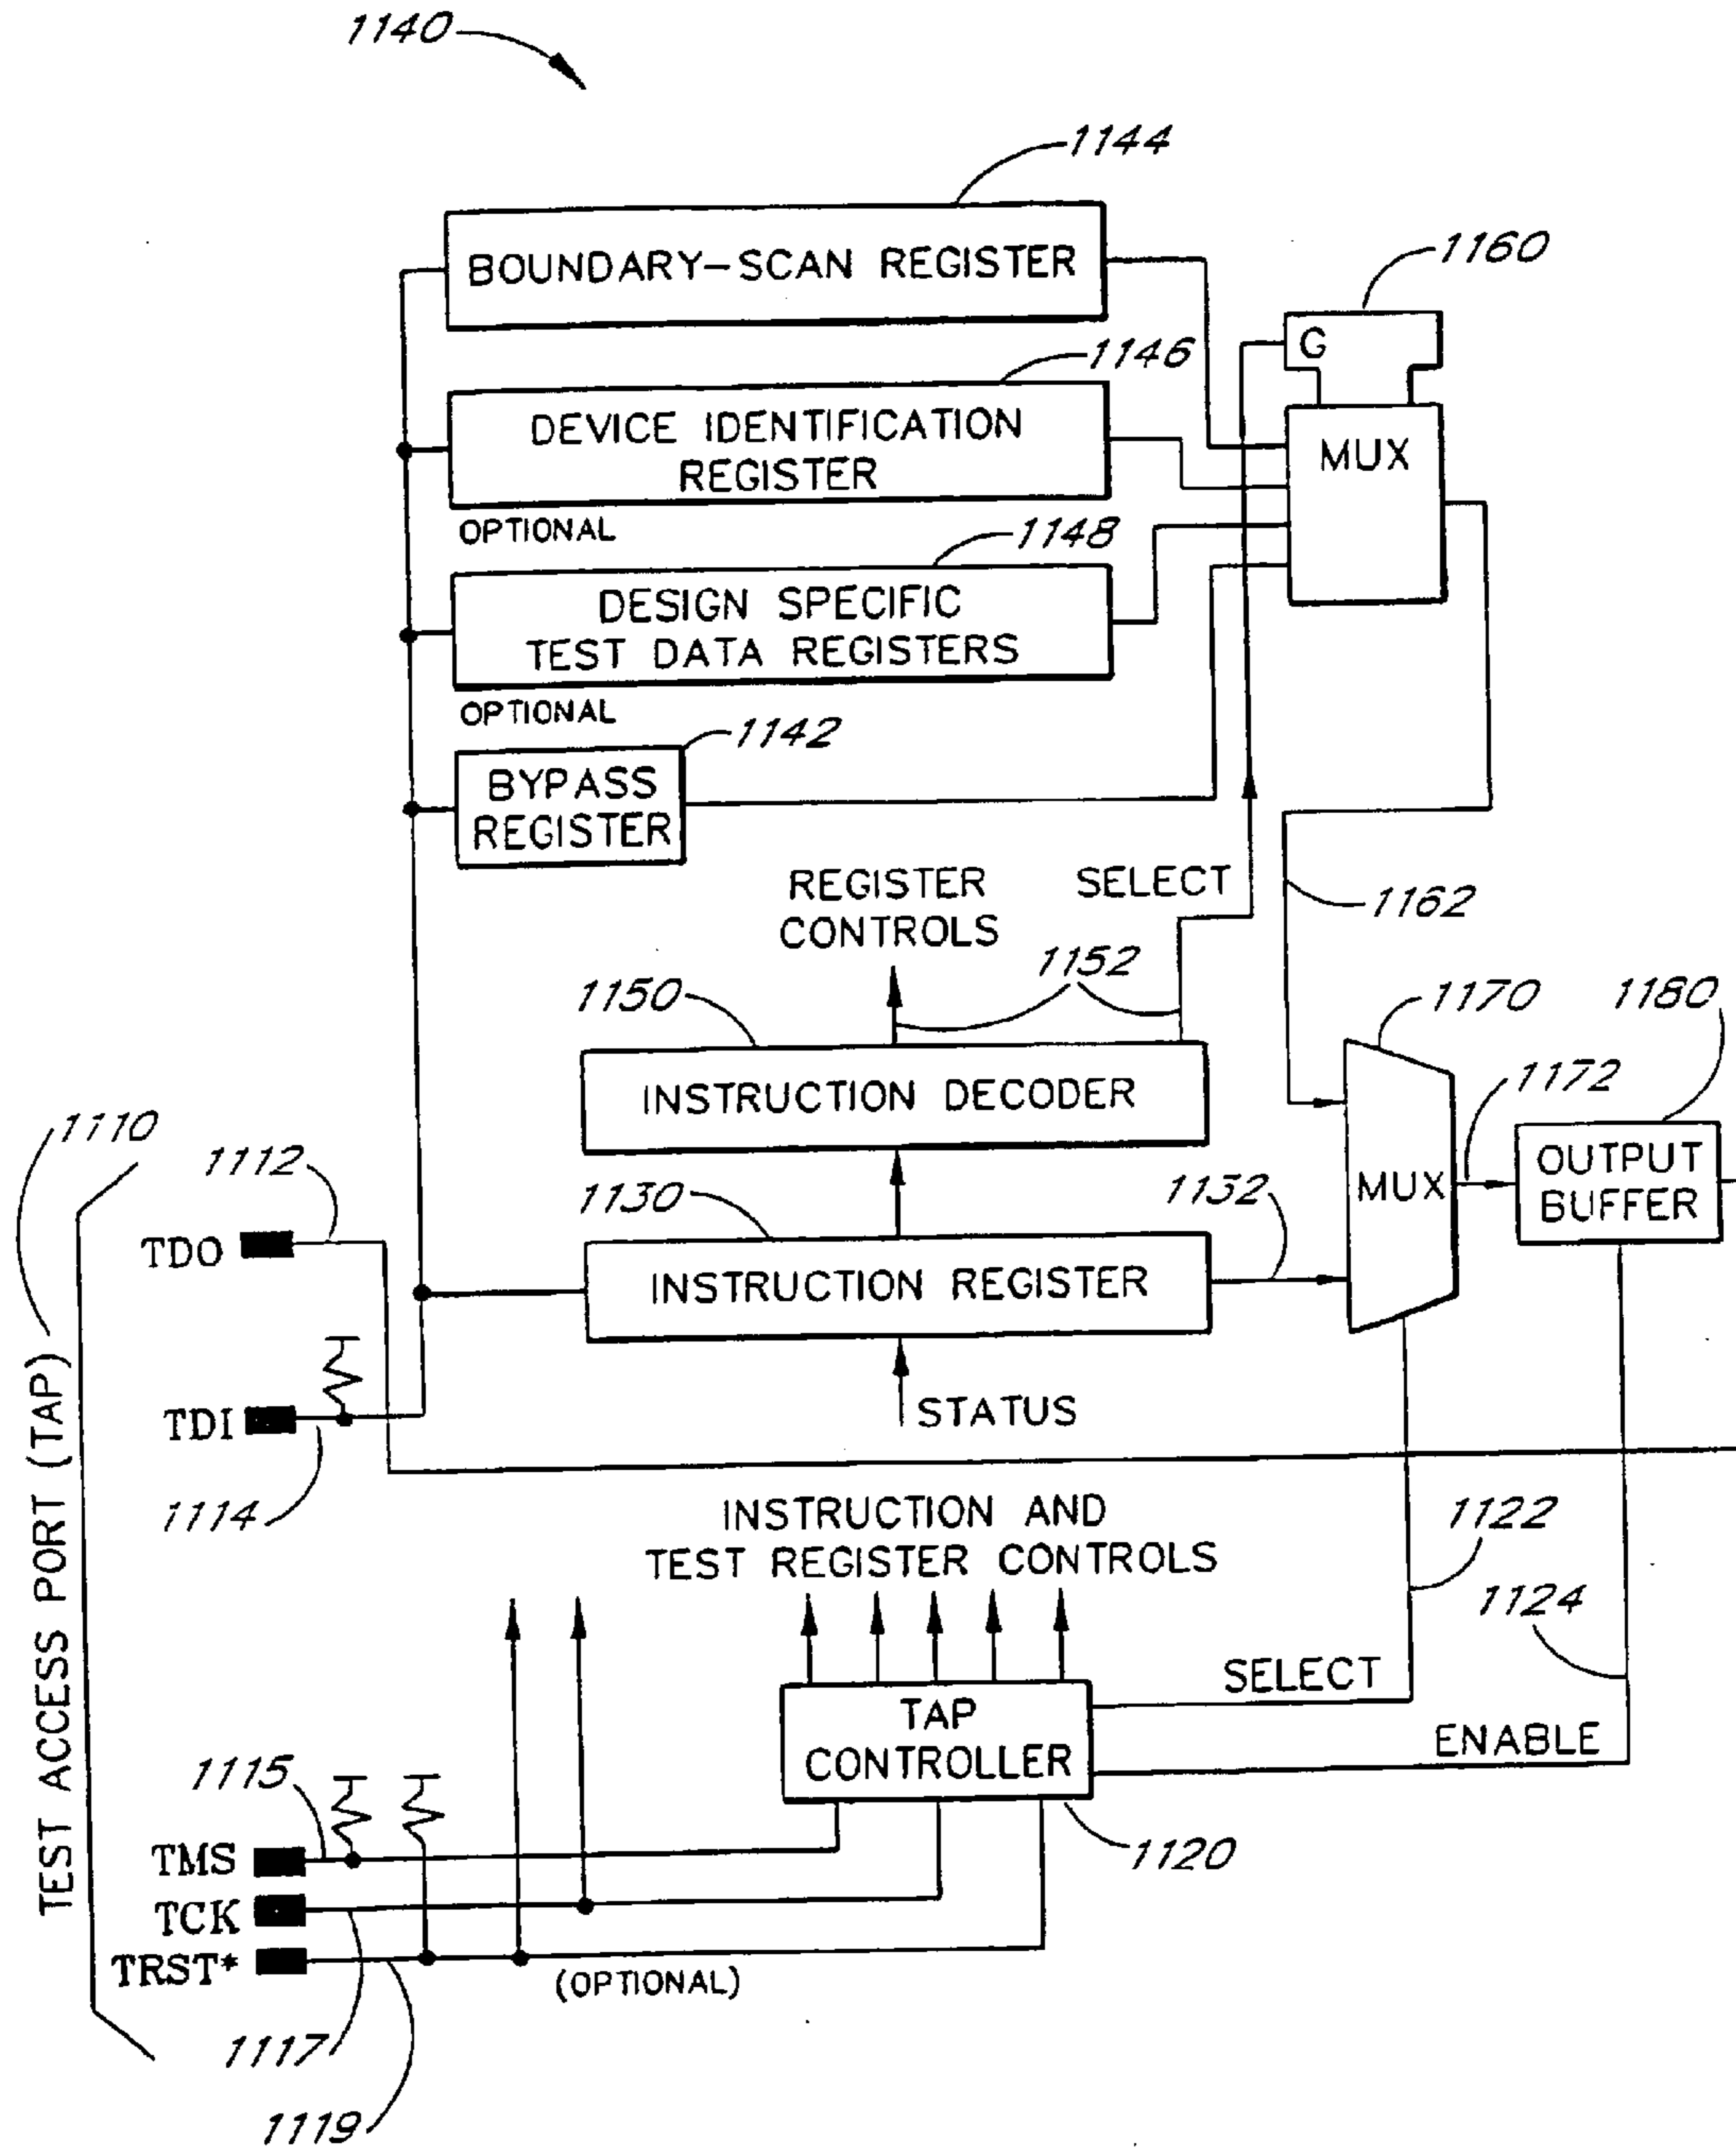 1140
1144
BOUNDARY-SCAN REGISTER
1160
G
1146
DEVICE IDENTIFICATION
REGISTER
MUX
OPTIONAL
1148
DESIGN SPECIFIC
TEST DATA REGISTERS
OPTIONAL
1142
BYPASS
REGISTER
REGISTER
CONTROLS
SELECT
1162
1152
1150
1170
1180
INSTRUCTION DECODER
1172
1110
1112
OUTPUT
BUFFER
1130
1132
MUX
TDO
INSTRUCTION REGISTER
TEST ACCESS PORT (TAP)
TDI
STATUS
1114
INSTRUCTION AND
TEST REGISTER CONTROLS
1122
1124
SELECT
TAP
CONTROLLER
ENABLE
1115
TMS
1120
TCK
TRST*
(OPTIONAL)
1117
1119